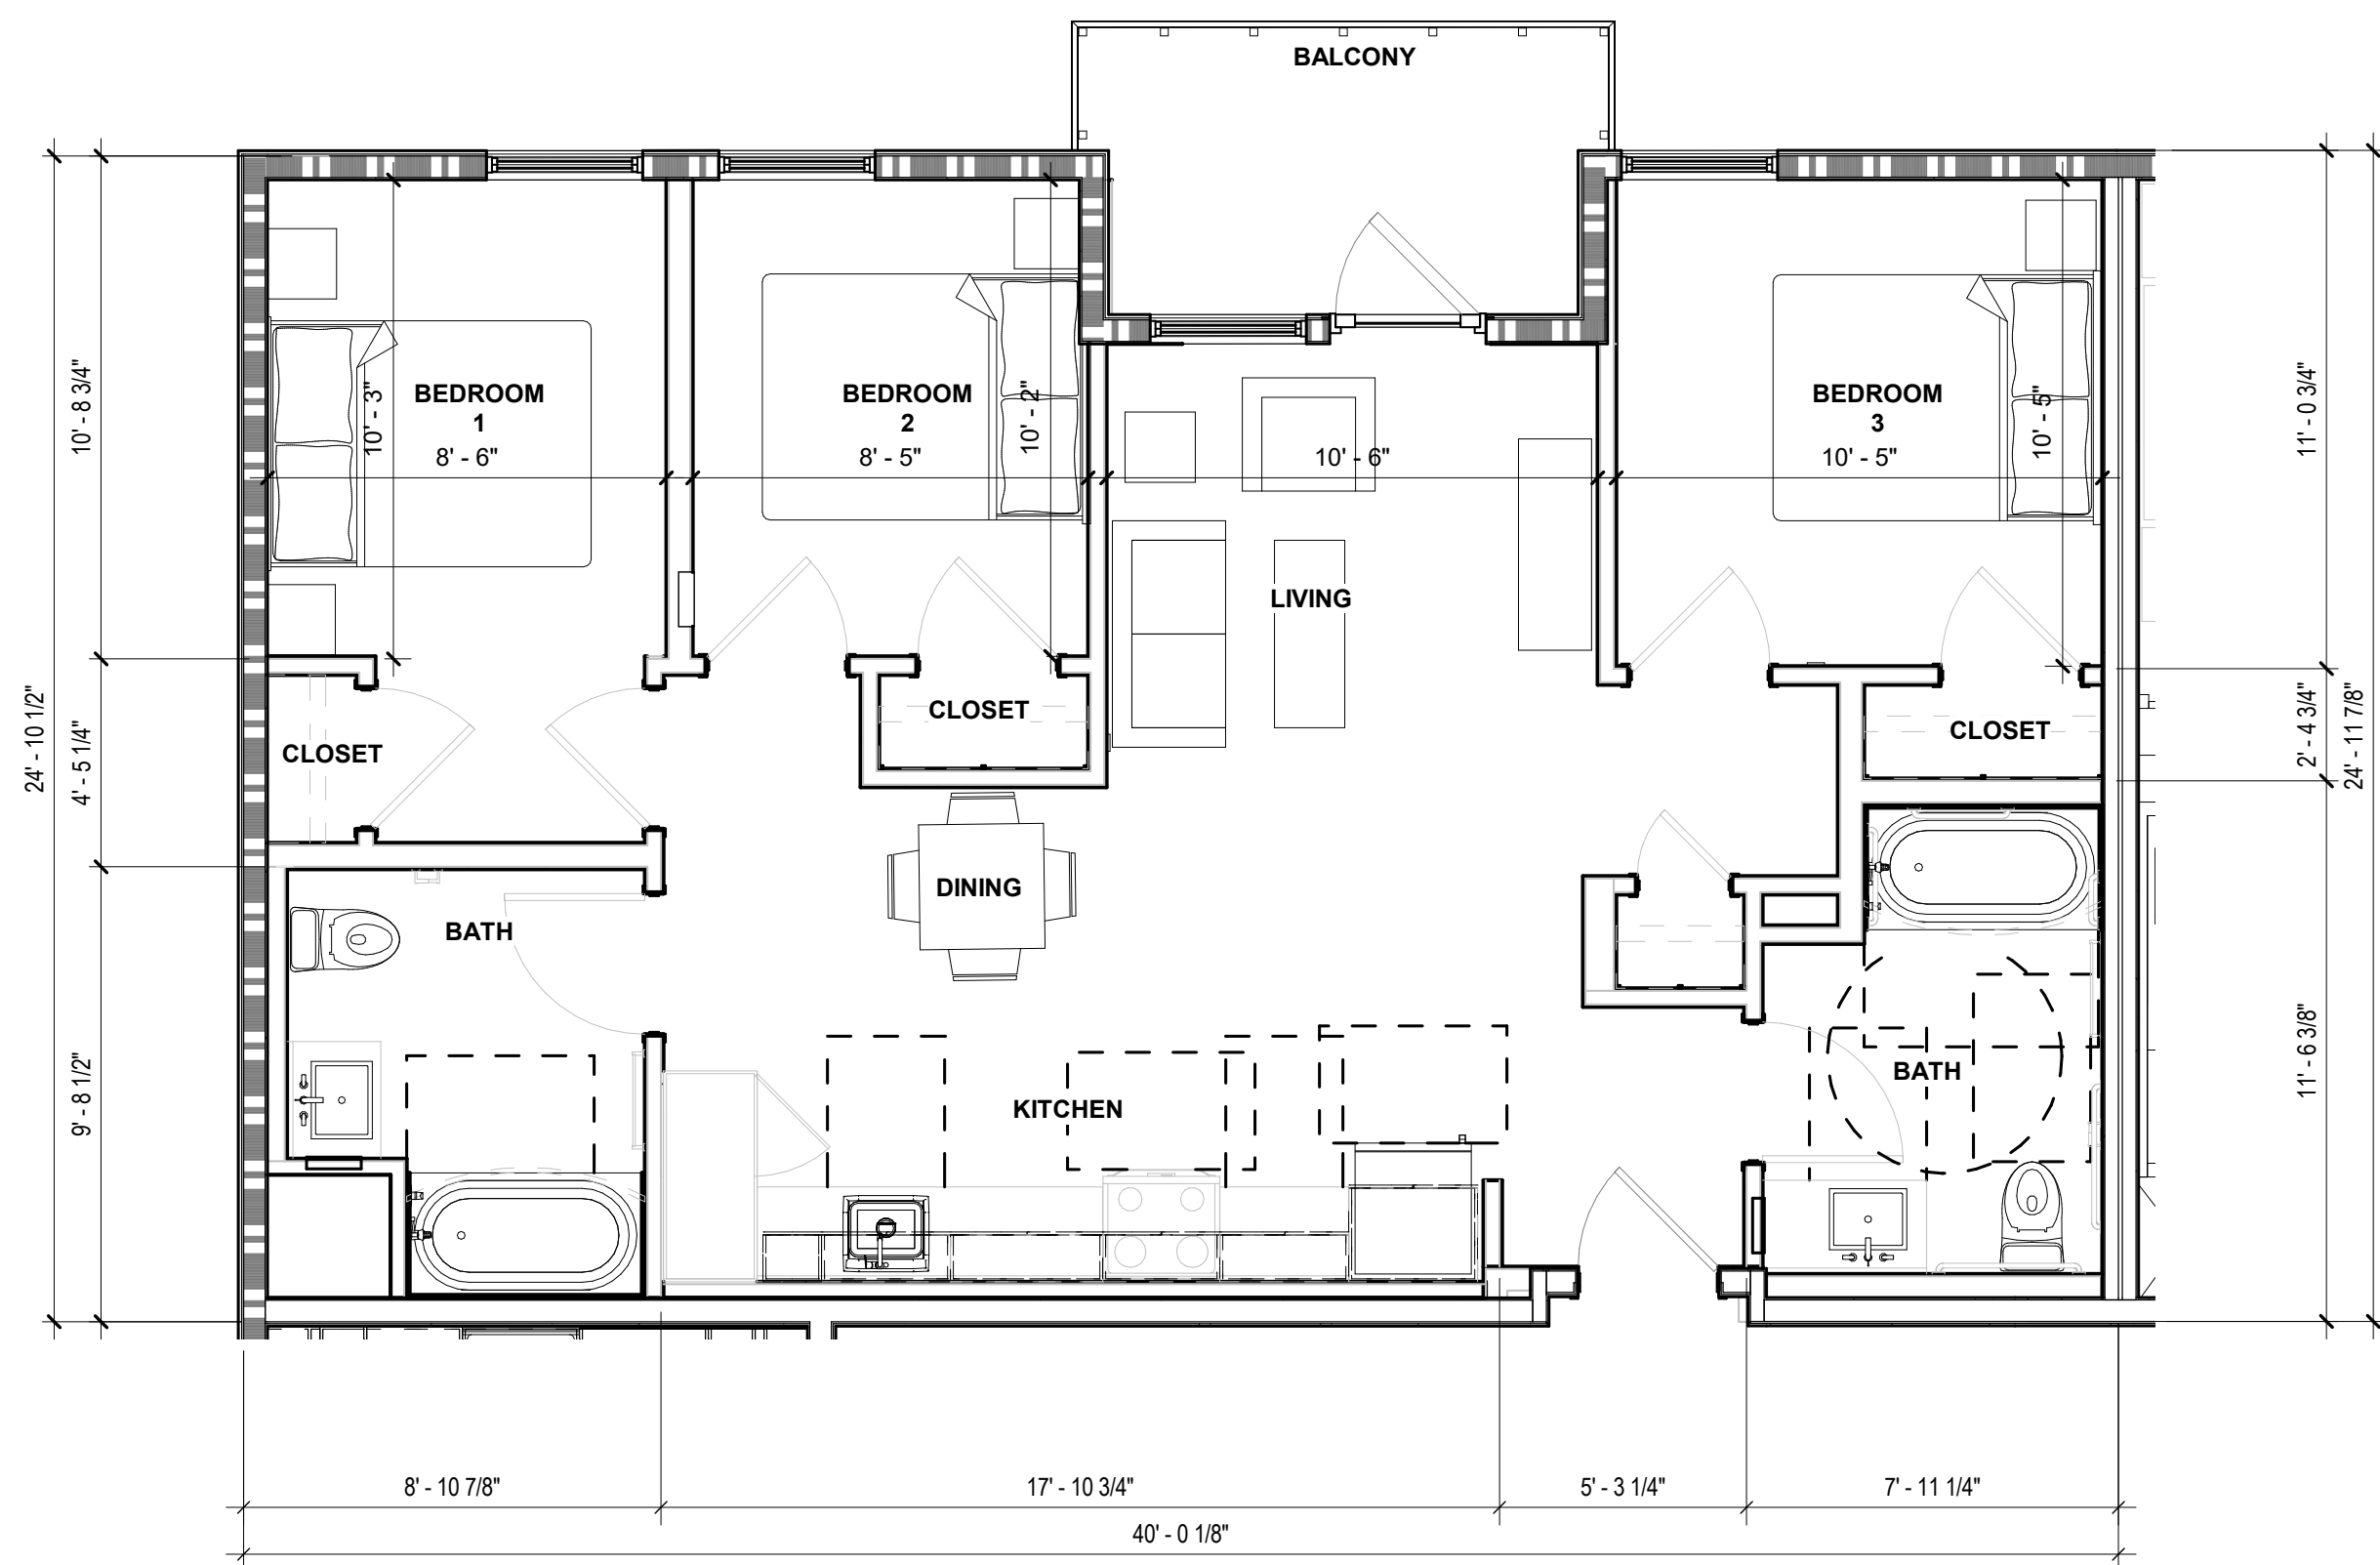 BALCONY
BEDROOM
1
8' - 6"
10' - 3"
BEDROOM
2
8' - 5"
10' - 2"
10' - 6"
BEDROOM
3
10' - 5"
10' - 5"
LIVING
CLOSET
CLOSET
CLOSET
DINING
BATH
KITCHEN
BATH
10' - 8 3/4"
4' - 5 1/4"
24' - 10 1/2"
9' - 8 1/2"
11' - 0 3/4"
2' - 4 3/4"
24' - 11 7/8"
11' - 6 3/8"
8' - 10 7/8"
17' - 10 3/4"
5' - 3 1/4"
7' - 11 1/4"
40' - 0 1/8"